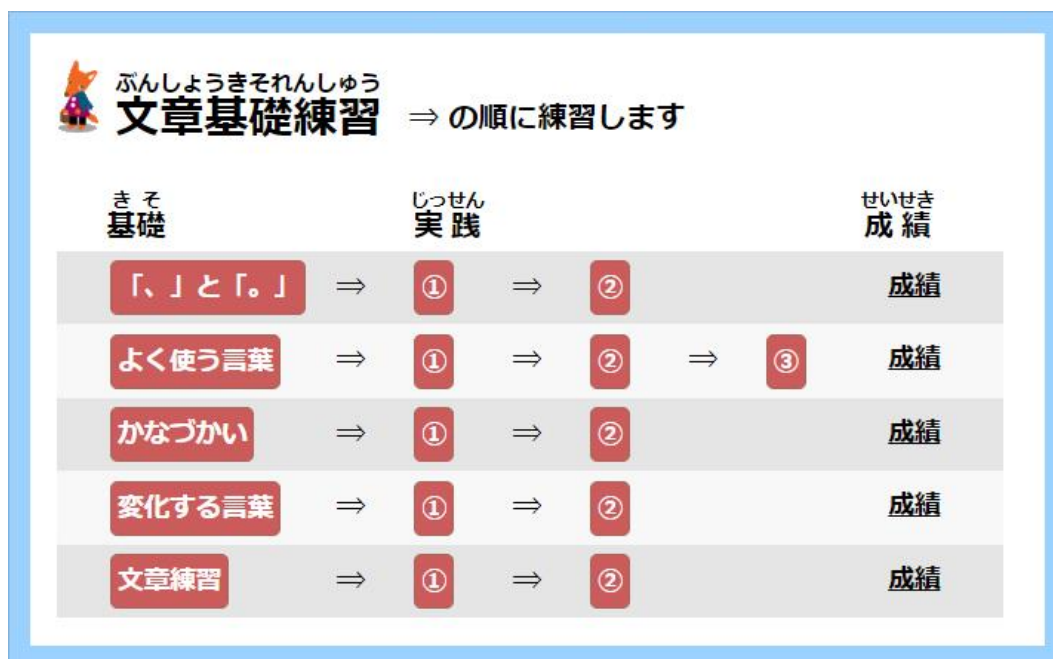 ぶんしょうきそれんしゅう
文章基礎練習 ⇒ の順に練習します
きそ じっせん せいせき
基礎 実践 成績
「、」と「。」 ⇒ ① ⇒ ② 成績
よく使う言葉 ⇒ ① ⇒ ② ⇒ ③ 成績
かなづかい ⇒ ① ⇒ ② 成績
変化する言葉 ⇒ ① ⇒ ② 成績
文章練習 ⇒ ① ⇒ ② 成績